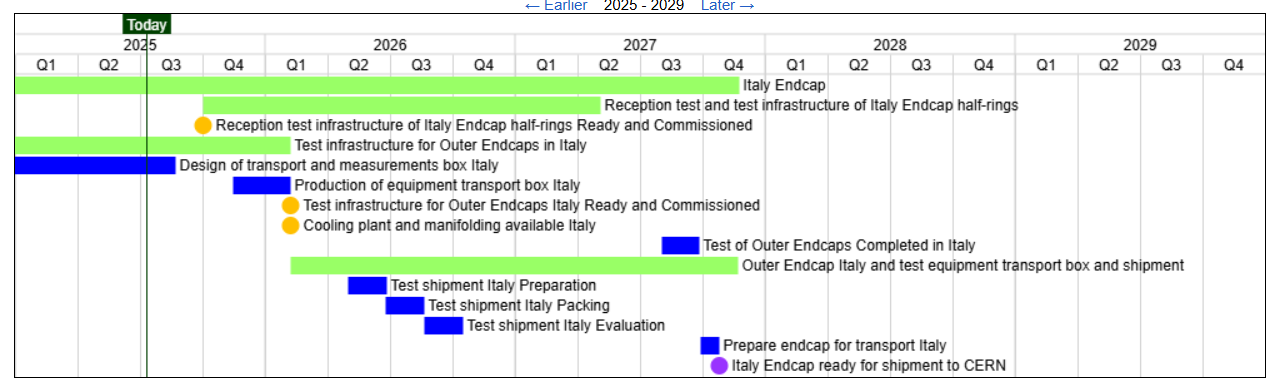 ← Earlier 2025 - 2029 Later →
Today
2025 2026 2027 2028 2029
Q1 Q2 Q3 Q4 Q1 Q2 Q3 Q4 Q1 Q2 Q3 Q4 Q1 Q2 Q3 Q4 Q1 Q2 Q3 Q4
Italy Endcap
Reception test and test infrastructure of Italy Endcap half-rings
Reception test infrastructure of Italy Endcap half-rings Ready and Commissioned
Test infrastructure for Outer Endcaps in Italy
Design of transport and measurements box Italy
Production of equipment transport box Italy
Test infrastructure for Outer Endcaps Italy Ready and Commissioned
Cooling plant and manifolding available Italy
Test of Outer Endcaps Completed in Italy
Outer Endcap Italy and test equipment transport box and shipment
Test shipment Italy Preparation
Test shipment Italy Packing
Test shipment Italy Evaluation
Prepare endcap for transport Italy
Italy Endcap ready for shipment to CERN